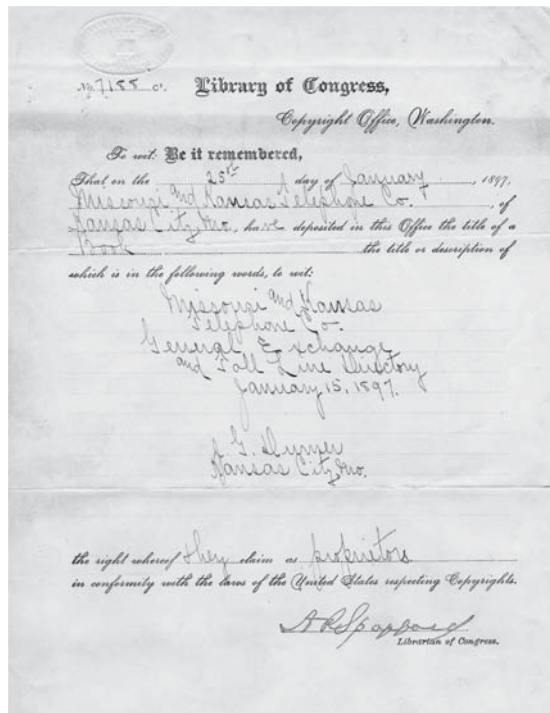 No. 7188 c.
Library of Congress,
Copyright Office, Washington.
To wit: Be it remembered,
That on the 25th day of January, 1897,
Missouri and Kansas Telephone Co., of
Kansas City, Mo., have deposited in this Office the title of a
Book the title or description of
which is in the following words, to wit:
Missouri and Kansas
Telephone Co.
General Exchange
and Toll Line Directory
January 15, 1897.
A. G.
Kansas City, Mo.
the right whereof they claim as proprietors
in conformity with the laws of the United States respecting Copyrights.
A R Spofford
Librarian of Congress.